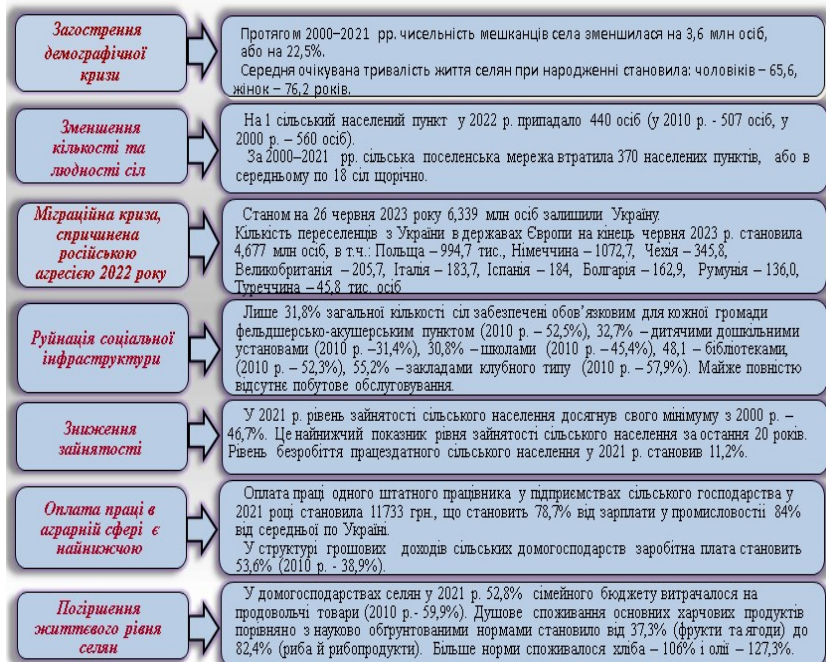 Загострення
демографічної
кризи
Протягом 2000–2021 рр. чисельність мешканців села зменшилася на 3,6 млн осіб,
або на 22,5%.
Середня очікувана тривалість життя селян при народженні становила: чоловіків – 65,6,
жінок – 76,2 років.
Зменшення
кількості та
людності сіл
На 1 сільський населений пункт у 2022 р. припадало 440 осіб (у 2010 р. - 507 осіб, у
2000 р. – 560 осіб).
За 2000–2021 рр. сільська поселенська мережа втратила 370 населених пунктів, або в
середньому по 18 сіл щорічно.
Міграційна криза,
спричинена
російською
агресією 2022 року
Станом на 26 червня 2023 року 6,339 млн осіб залишили Україну.
Кількість переселенців з України в державах Європи на кінець червня 2023 р. становила
4,677 млн осіб, в т.ч.: Польща – 994,7 тис., Німеччина – 1072,7, Чехія – 345,8,
Великобританія – 205,7, Італія – 183,7, Іспанія – 184, Болгарія – 162,9, Румунія – 136,0,
Туреччина – 45,8 тис. осіб
Руйнація соціальної
інфраструктури
Лише 31,8% загальної кількості сіл забезпечені обов’язковим для кожної громади
фельдшерсько-акушерським пунктом (2010 р. – 52,5%), 32,7% – дитячими дошкільними
установами (2010 р. –31,4%), 30,8% – школами (2010 р. – 45,4%), 48,1 – бібліотеками,
(2010 р. – 52,3%), 55,2% – закладами клубного типу (2010 р. – 57,9%). Майже повністю
відсутнє побутове обслуговування.
Зниження
зайнятості
У 2021 р. рівень зайнятості сільського населення досягнув свого мінімуму з 2000 р. –
46,7%. Це найнижчий показник рівня зайнятості сільського населення за остання 20 років.
Рівень безробіття працездатного сільського населення у 2021 р. становив 11,2%.
Оплата праці в
аграрній сфері є
найнижчою
Оплата праці одного штатного працівника у підприємствах сільського господарства у
2021 році становила 11733 грн., що становить 78,7% від зарплати у промисловостіі 84%
від середньої по Україні.
У структурі грошових доходів сільських домогосподарств заробітна плата становить
53,6% (2010 р. - 38,9%).
Погіршення
життєвого рівня
селян
У домогосподарствах селян у 2021 р. 52,8% сімейного бюджету витрачалося на
продовольчі товари (2010 р.- 59,9%). Душове споживання основних харчових продуктів
порівняно з науково обґрунтованими нормами становило від 37,3% (фрукти та ягоди) до
82,4% (риба й рибопродукти). Більше норми споживалося хліба – 106% і олії – 127,3%.